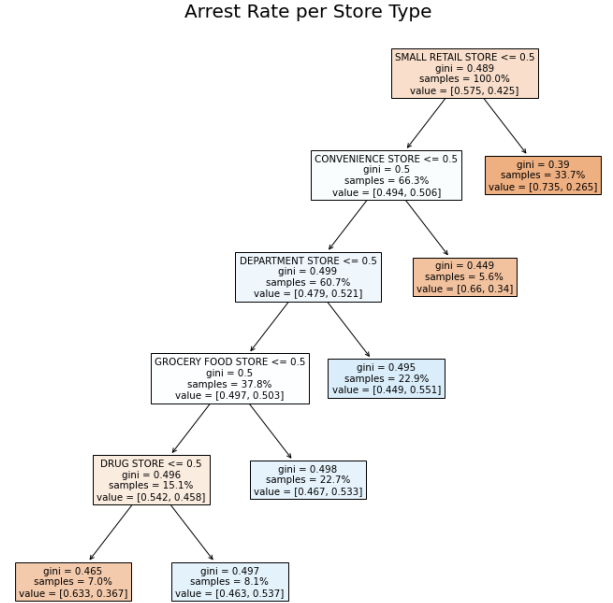 Arrest Rate per Store Type
SMALL RETAIL STORE <= 0.5
gini = 0.489
samples = 100.0%
value = [0.575, 0.425]
CONVENIENCE STORE <= 0.5
gini = 0.5
samples = 66.3%
value = [0.494, 0.506]
gini = 0.39
samples = 33.7%
value = [0.735, 0.265]
DEPARTMENT STORE <= 0.5
gini = 0.499
samples = 60.7%
value = [0.479, 0.521]
gini = 0.449
samples = 5.6%
value = [0.66, 0.34]
GROCERY FOOD STORE <= 0.5
gini = 0.5
samples = 37.8%
value = [0.497, 0.503]
gini = 0.495
samples = 22.9%
value = [0.449, 0.551]
DRUG STORE <= 0.5
gini = 0.496
samples = 15.1%
value = [0.542, 0.458]
gini = 0.498
samples = 22.7%
value = [0.467, 0.533]
gini = 0.465
samples = 7.0%
value = [0.633, 0.367]
gini = 0.497
samples = 8.1%
value = [0.463, 0.537]